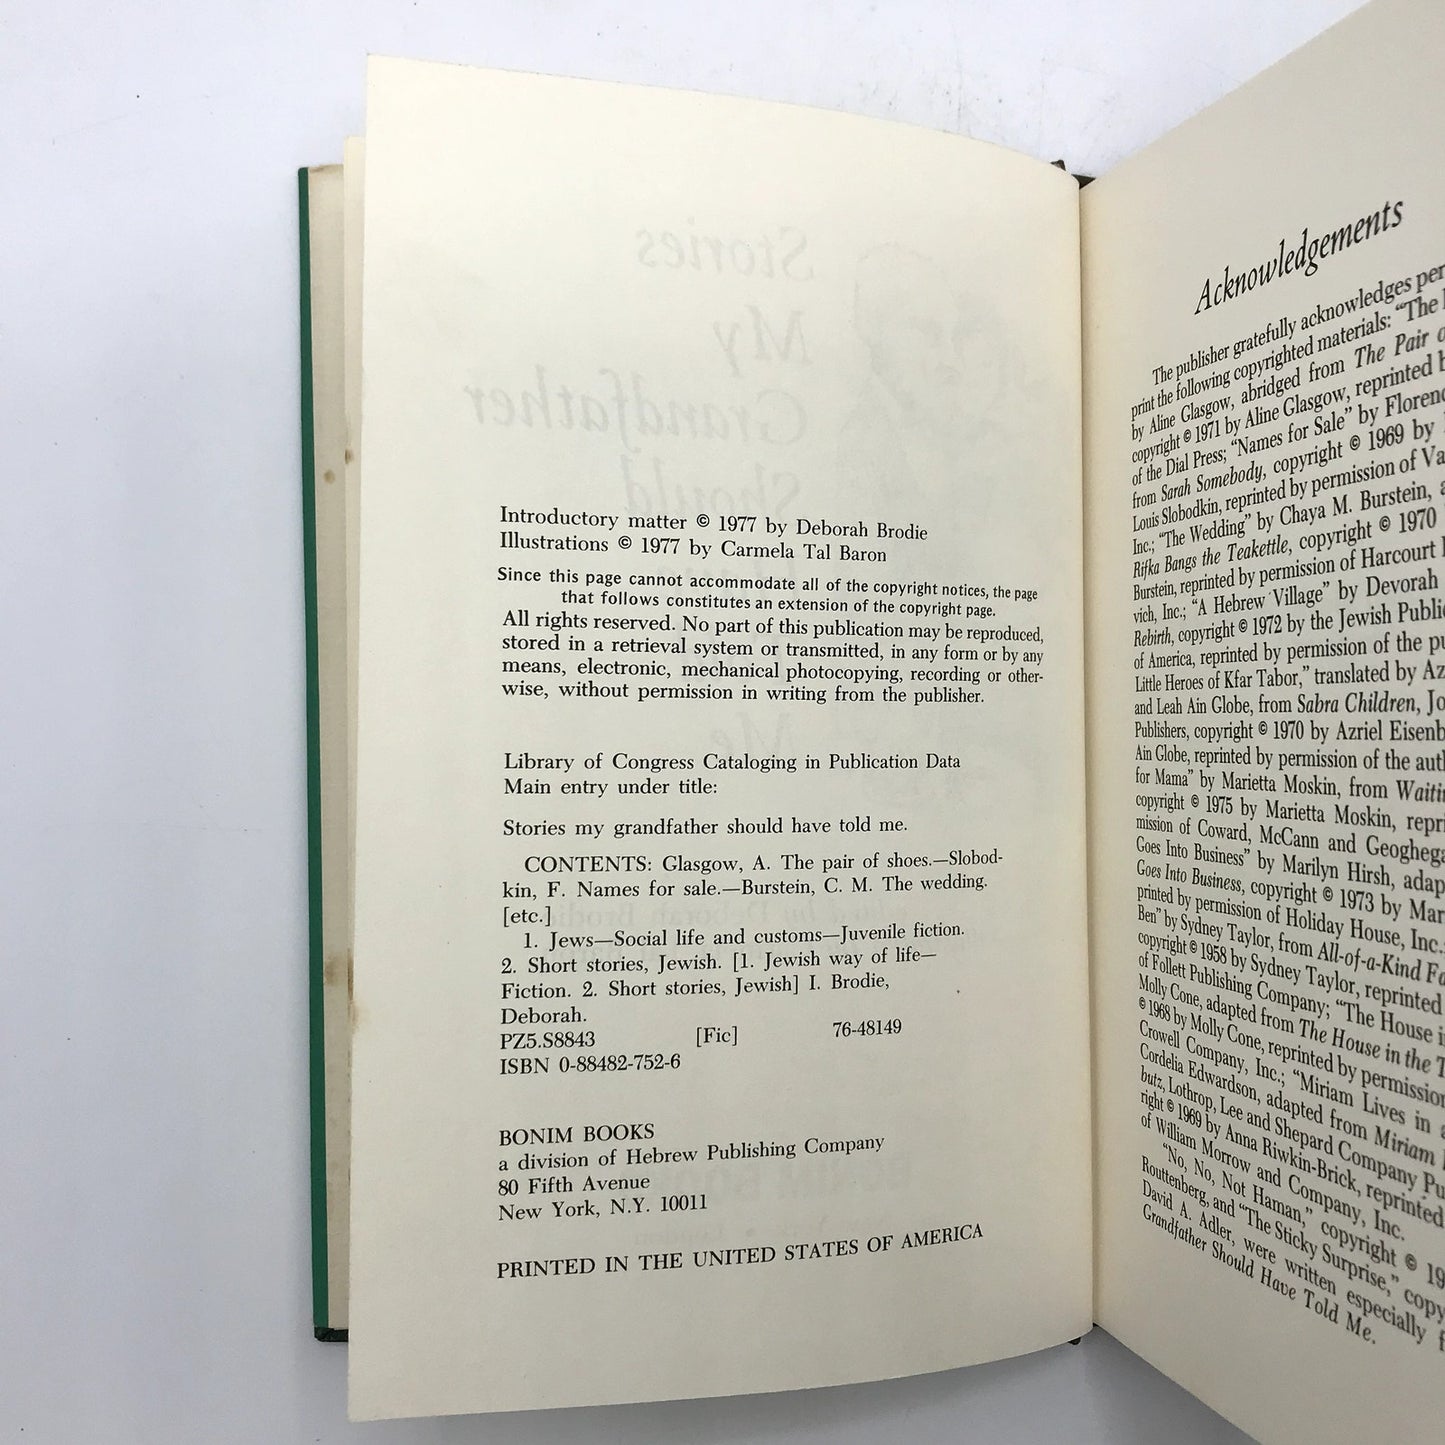 Introductory matter © 1977 by Deborah Brodie
Illustrations © 1977 by Carmela Tal Baron
Since this page cannot accommodate all of the copyright notices, the page
that follows constitutes an extension of the copyright page.
All rights reserved. No part of this publication may be reproduced,
stored in a retrieval system or transmitted, in any form or by any
means, electronic, mechanical photocopying, recording or other-
wise, without permission in writing from the publisher.
Library of Congress Cataloging in Publication Data
Main entry under title:
Stories my grandfather should have told me.
CONTENTS: Glasgow, A. The pair of shoes.—Slobod-
kin, F. Names for sale.—Burstein, C. M. The wedding.
[etc.]
1. Jews—Social life and customs—Juvenile fiction.
2. Short stories, Jewish. [1. Jewish way of life—
Fiction. 2. Short stories, Jewish] I. Brodie,
Deborah.
PZ5.S8843 [Fic] 76-48149
ISBN 0-88482-752-6
BONIM BOOKS
a division of Hebrew Publishing Company
80 Fifth Avenue
New York, N.Y. 10011
PRINTED IN THE UNITED STATES OF AMERICA
Acknowledgements
The publisher gratefully acknowledges
print the following copyrighted materials: "The
by Aline Glasgow, abridged from The Pair
copyright © 1971 by Aline Glasgow, reprinted
of the Dial Press; "Names for Sale" by
from Sarah Somebody, copyright © 1969 by
Louis Slobodkin, reprinted by permission of
Inc.; "The Wedding" by Chaya M. Burstein,
Rifka Bangs the Teakettle, copyright © 1970
Burstein, reprinted by permission of Harcourt
vich, Inc.; "A Hebrew Village" by Devorah
Rebirth, copyright © 1972 by the Jewish
of America, reprinted by permission of the
Little Heroes of Kfar Tabor," translated by
and Leah Ain Globe, from Sabra Children,
Publishers, copyright © 1970 by Azriel
Ain Globe, reprinted by permission of the
for Mama" by Marietta Moskin, from
copyright © 1975 by Marietta Moskin,
mission of Coward, McCann and
Goes Into Business" by Marilyn Hirsh,
Goes Into Business, copyright © 1973 by
printed by permission of Holiday House, Inc.
Ben" by Sydney Taylor, from All-of-a-Kind
copyright © 1958 by Sydney Taylor, reprinted
of Follett Publishing Company; "The House
Molly Cone, adapted from The House in the
© 1968 by Molly Cone, reprinted by permission
Crowell Company, Inc.; "Miriam Lives in
Cordelia Edwardson, adapted from Miriam
butz, Lothrop, Lee and Shepard Company
right © 1969 by Anna Riwkin-Brick, reprinted
of William Morrow and Company, Inc.
"No, No, Not Haman," copyright ©
Routtenberg, and "The Sticky Surprise,"
David A. Adler, were written especially
Grandfather Should Have Told Me.